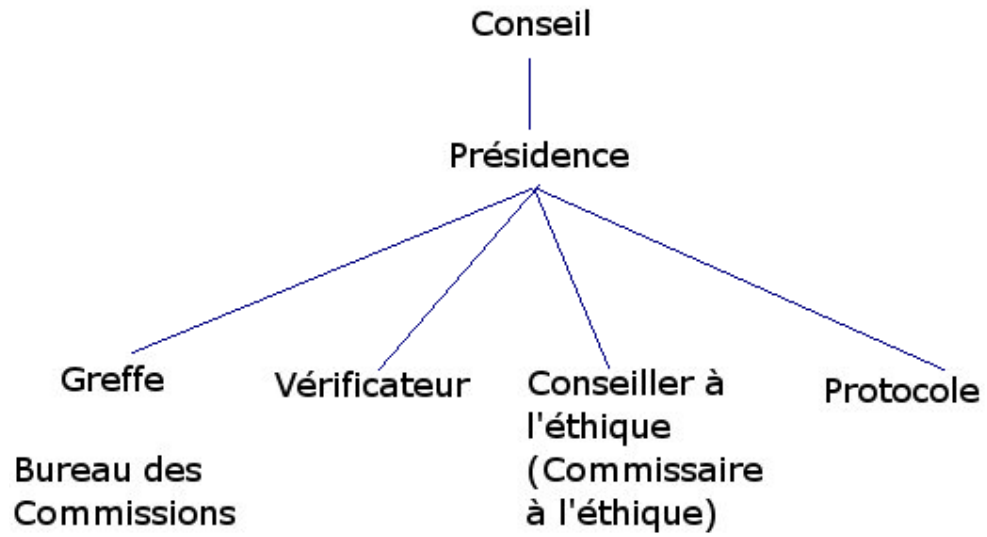 Conseil
Présidence
Greffe
Vérificateur
Conseiller à
l'éthique
(Commissaire
à l'éthique)
Protocole
Bureau des
Commissions